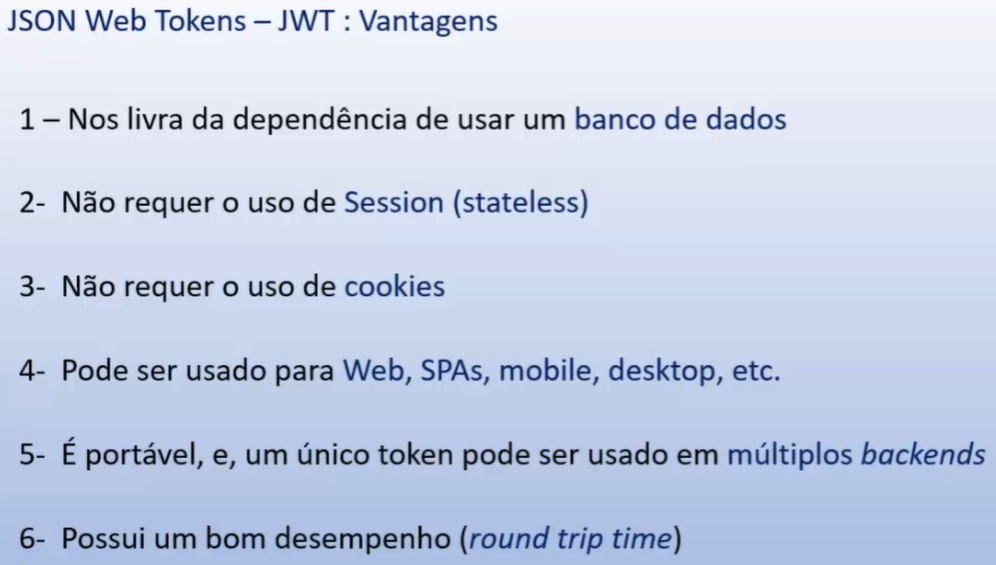 JSON Web Tokens – JWT : Vantagens
1 – Nos livra da dependência de usar um banco de dados
2- Não requer o uso de Session (stateless)
3- Não requer o uso de cookies
4- Pode ser usado para Web, SPAs, mobile, desktop, etc.
5- É portável, e, um único token pode ser usado em múltiplos backends
6- Possui um bom desempenho (round trip time)